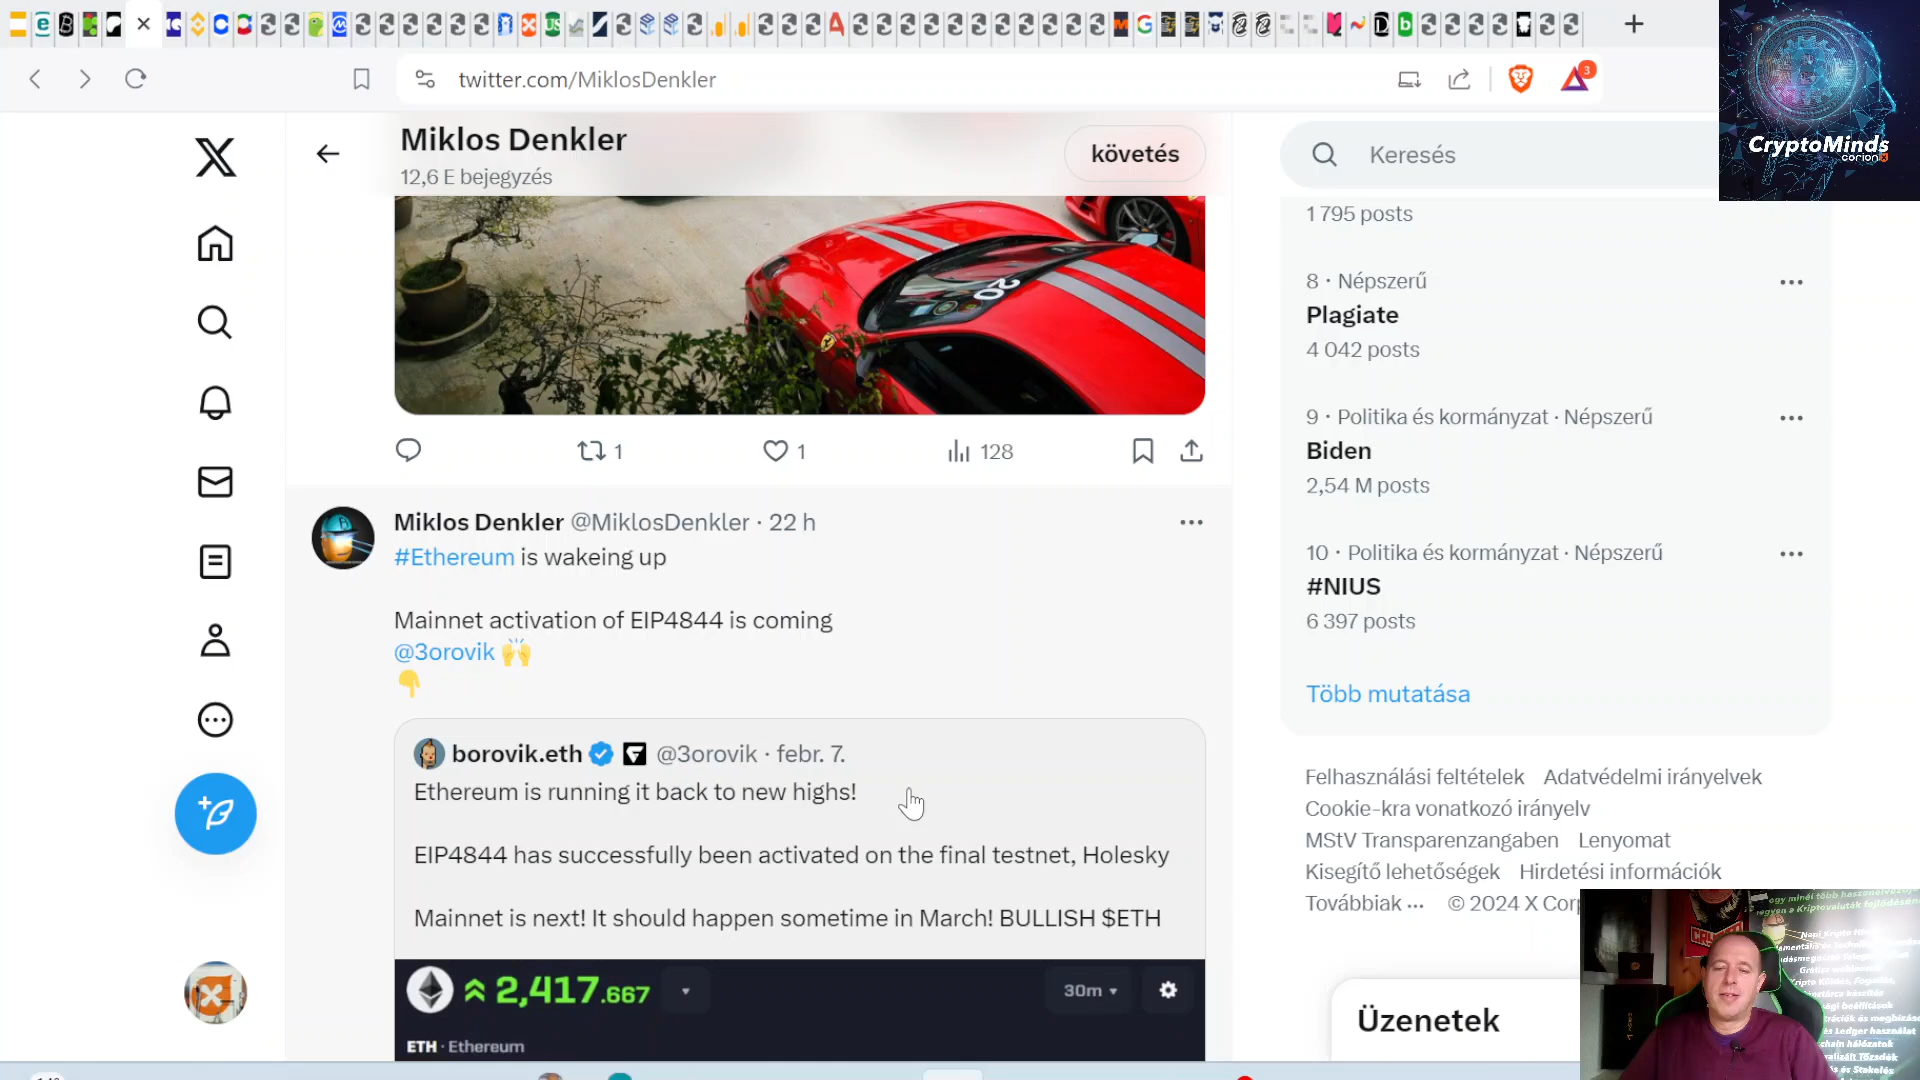 twitter.com/MiklosDenkler
3
CryptoMinds
corion
Miklos Denkler
12,6 E bejegyzés
követés
Keresés
1 795 posts
20
8 · Népszerű
Plagiate
4 042 posts
9 · Politika és kormányzat · Népszerű
Biden
2,54 M posts
1
1
128
Miklos Denkler @MiklosDenkler · 22 h
#Ethereum is wakeing up
Mainnet activation of EIP4844 is coming
@3orovik
10 · Politika és kormányzat · Népszerű
#NIUS
6 397 posts
Több mutatása
borovik.eth @3orovik · febr. 7.
Ethereum is running it back to new highs!
EIP4844 has successfully been activated on the final testnet, Holesky
Mainnet is next! It should happen sometime in March! BULLISH $ETH
2,417.667
30m
ETH · Ethereum
Felhasználási feltételek Adatvédelmi irányelvek
Cookie-kra vonatkozó irányelv
MStV Transparenzangaben Lenyomat
Kisegítő lehetőségek Hirdetési információk
Továbbiak ··· © 2024 X Corp
Üzenetek